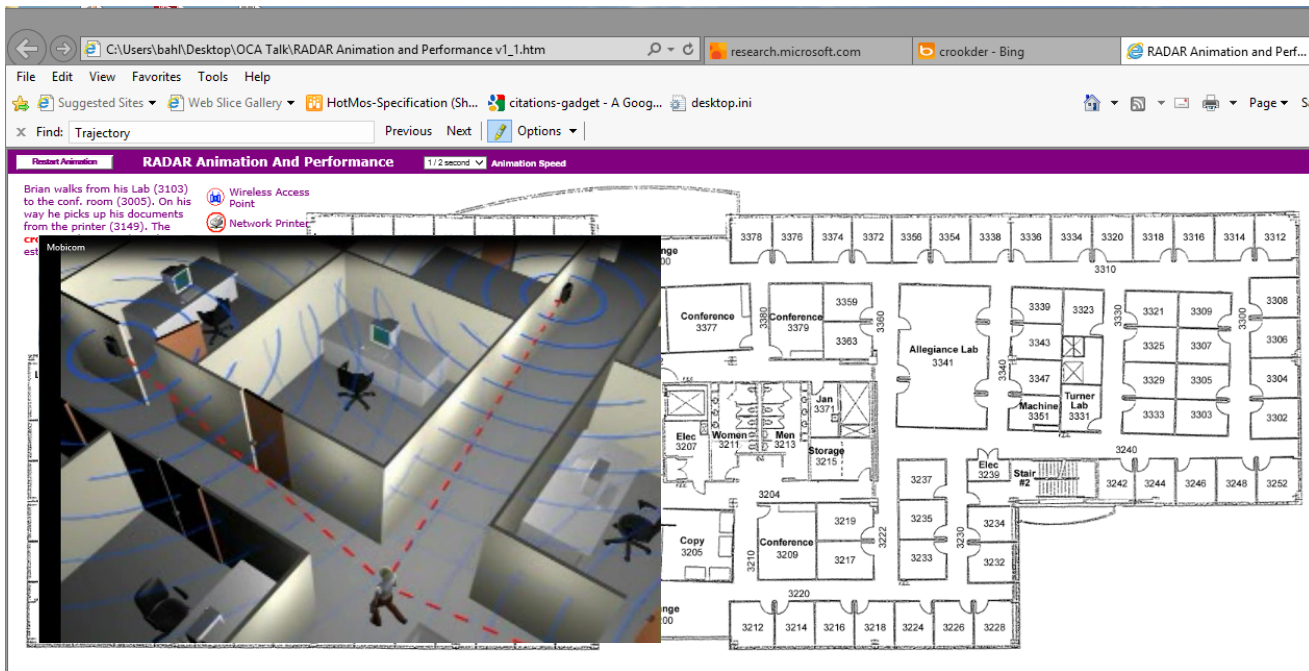 C:\Users\bahl\Desktop\OCA Talk\RADAR Animation and Performance v1_1.htm
research.microsoft.com
crookder - Bing
RADAR Animation and Perf...
File Edit View Favorites Tools Help
Suggested Sites
Web Slice Gallery
HotMos-Specification (Sh...
citations-gadget - A Goog...
desktop.ini
Page
Find: Trajectory
Previous Next
Options
Restart Animation
RADAR Animation And Performance
1/2 second
Animation Speed
Brian walks from his Lab (3103)
to the conf. room (3005). On his
way he picks up his documents
from the printer (3149). The
Wireless Access
Point
Network Printer
Mobicom
3378 3376 3374 3372 3356 3354 3338 3336 3334 3320 3318 3316 3314 3312
3310
Conference
3377
3380
Conference
3379
3359
3363
3360
Allegiance Lab
3341
3340
3339
3343
3347
Machine
3351
3323
Turner
Lab
3331
3330
3321
3325
3329
3333
3309
3307
3305
3303
3300
3308
3306
3304
3302
Elec
3207
Women
3211
Men
3213
Jan
3371
Storage
3215
3204
3240
Elec
3239
Stair
#2
3242 3244 3246 3248 3252
Copy
3205
3210
Conference
3209
3219
3217
3222
3237
3235
3233
3230
3234
3232
3220
3212 3214 3216 3218 3224 3226 3228